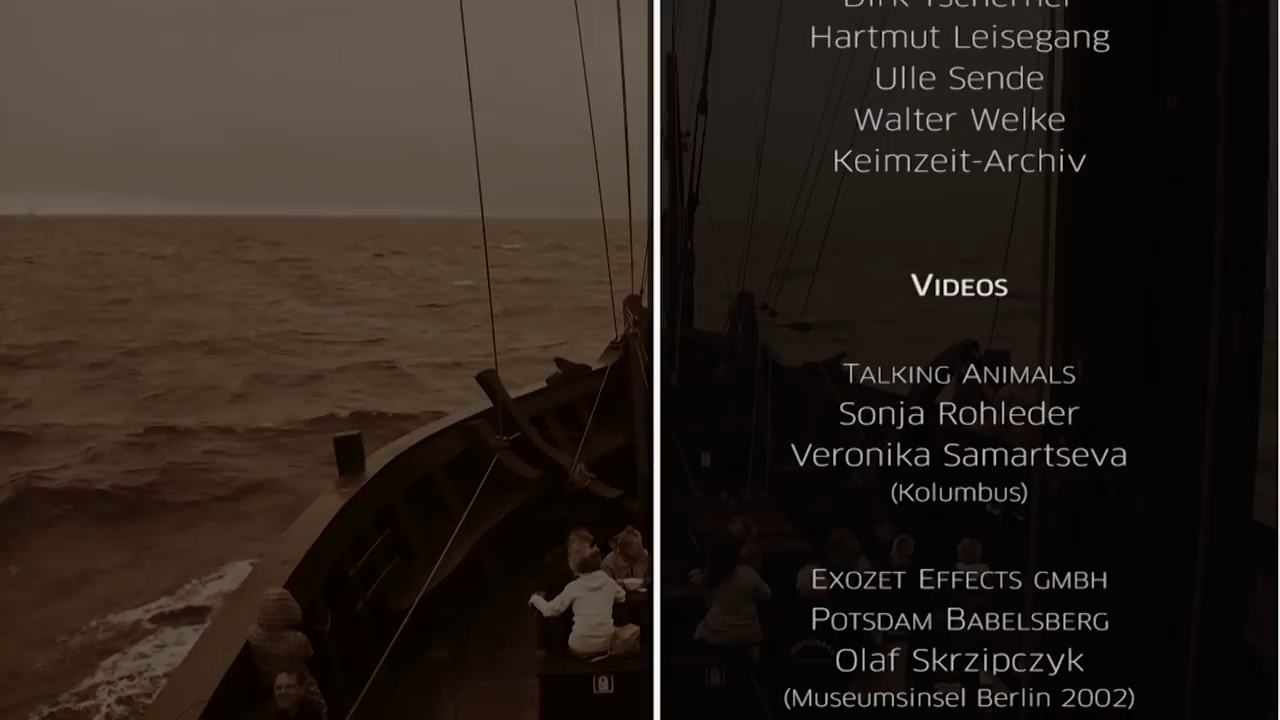 Hartmut Leisegang
Ulle Sende
Walter Welke
Keimzeit-Archiv
VIDEOS
TALKING ANIMALS
Sonja Rohleder
Veronika Samartseva
(Kolumbus)
EXOZET EFFECTS GMBH
POTSDAM BABELSBERG
Olaf Skrzipczyk
(Museumsinsel Berlin 2002)